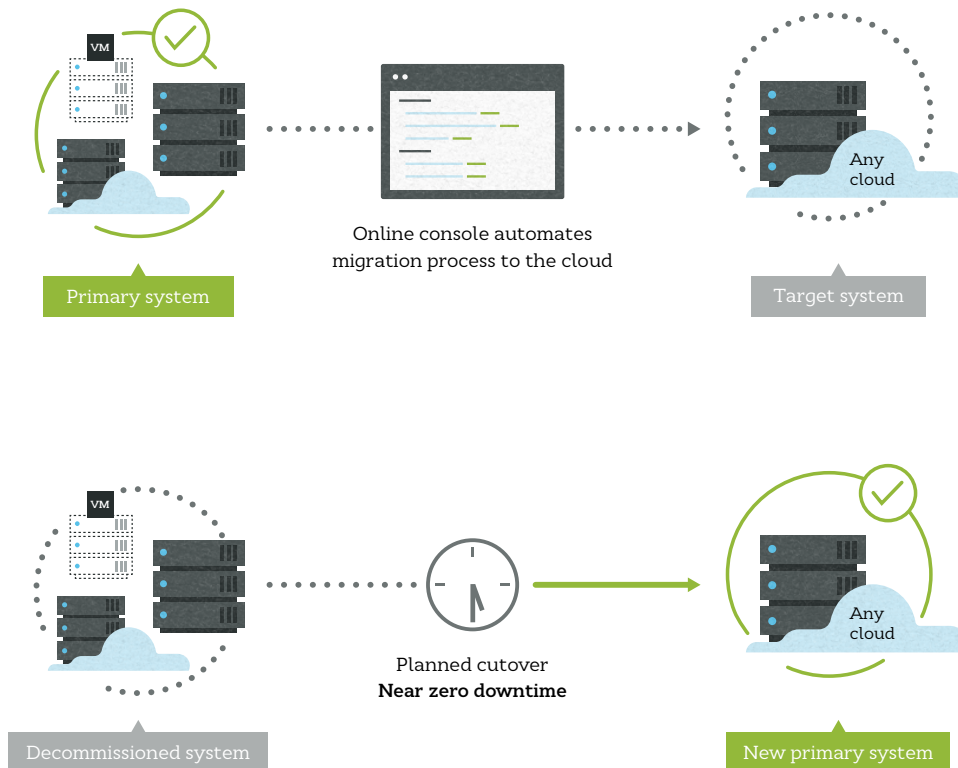 VM
Any
cloud
Online console automates
migration process to the cloud
Primary system
Target system
VM
Any
cloud
Planned cutover
Near zero downtime
Decommissioned system
New primary system